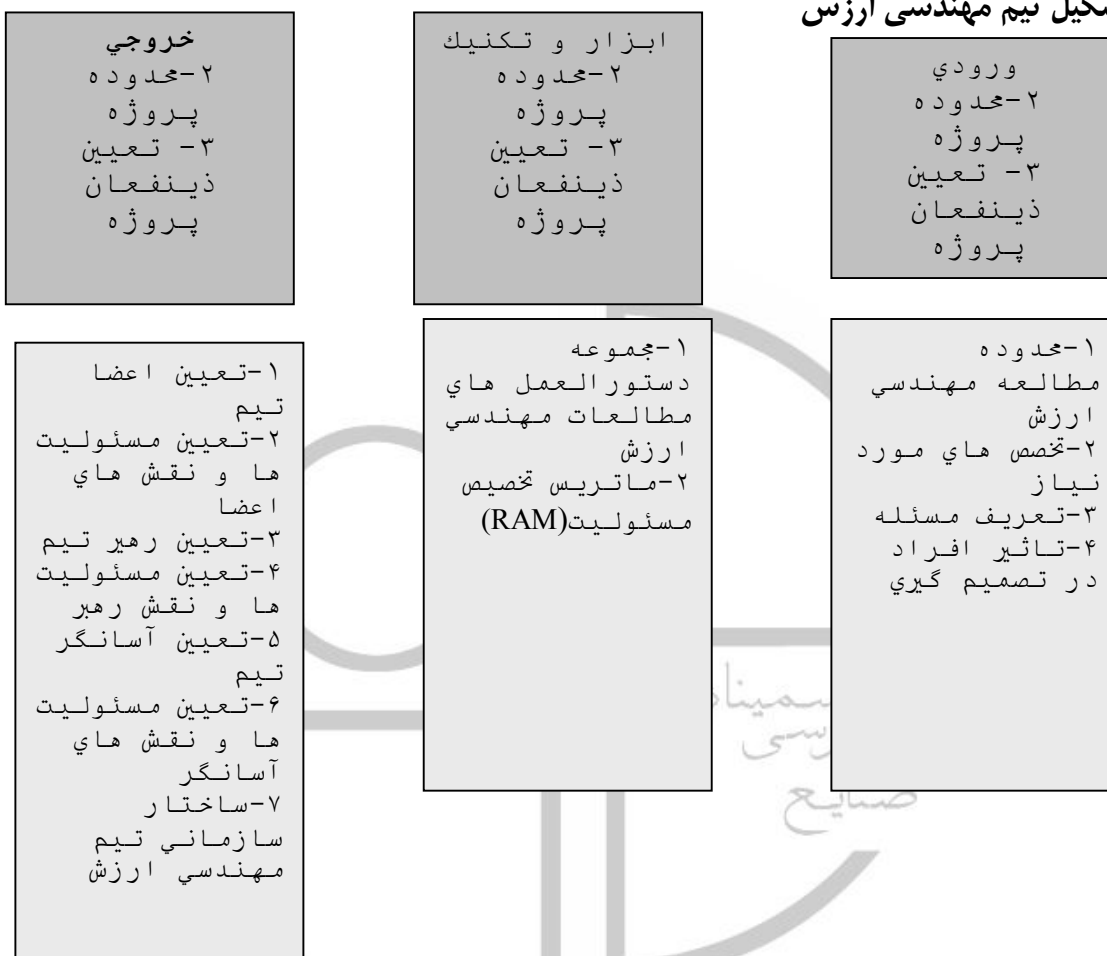 تیم مهندسی ارزش
ورودي
۲-محدوده
پروژه
۳- تعيين
ذينفعان
پروژه
ابزار و تكنيك
۲-محدوده
پروژه
۳- تعيين
ذينفعان
پروژه
خروجي
۲-محدوده
پروژه
۳- تعيين
ذينفعان
پروژه
۱-محدوده
مطالعه مهندسي
ارزش
۲-تخصص هاي مورد
نياز
۳-تعريف مسئله
۴-تاثير افراد
در تصميم گيري
۱-مجموعه
دستورالعمل هاي
مطالعات مهندسي
ارزش
۲-ماتريس تخصيص
مسئوليت(RAM)
۱-تعيين اعضا
تيم
۲-تعيين مسئوليت
ها و نقش هاي
اعضا
۳-تعيين رهبر تيم
۴-تعيين مسئوليت
ها و نقش رهبر
۵-تعيين آسانگر
تيم
۶-تعيين مسئوليت
ها و نقش هاي
آسانگر
۷-ساختار
سازماني تيم
مهندسي ارزش
صنایع